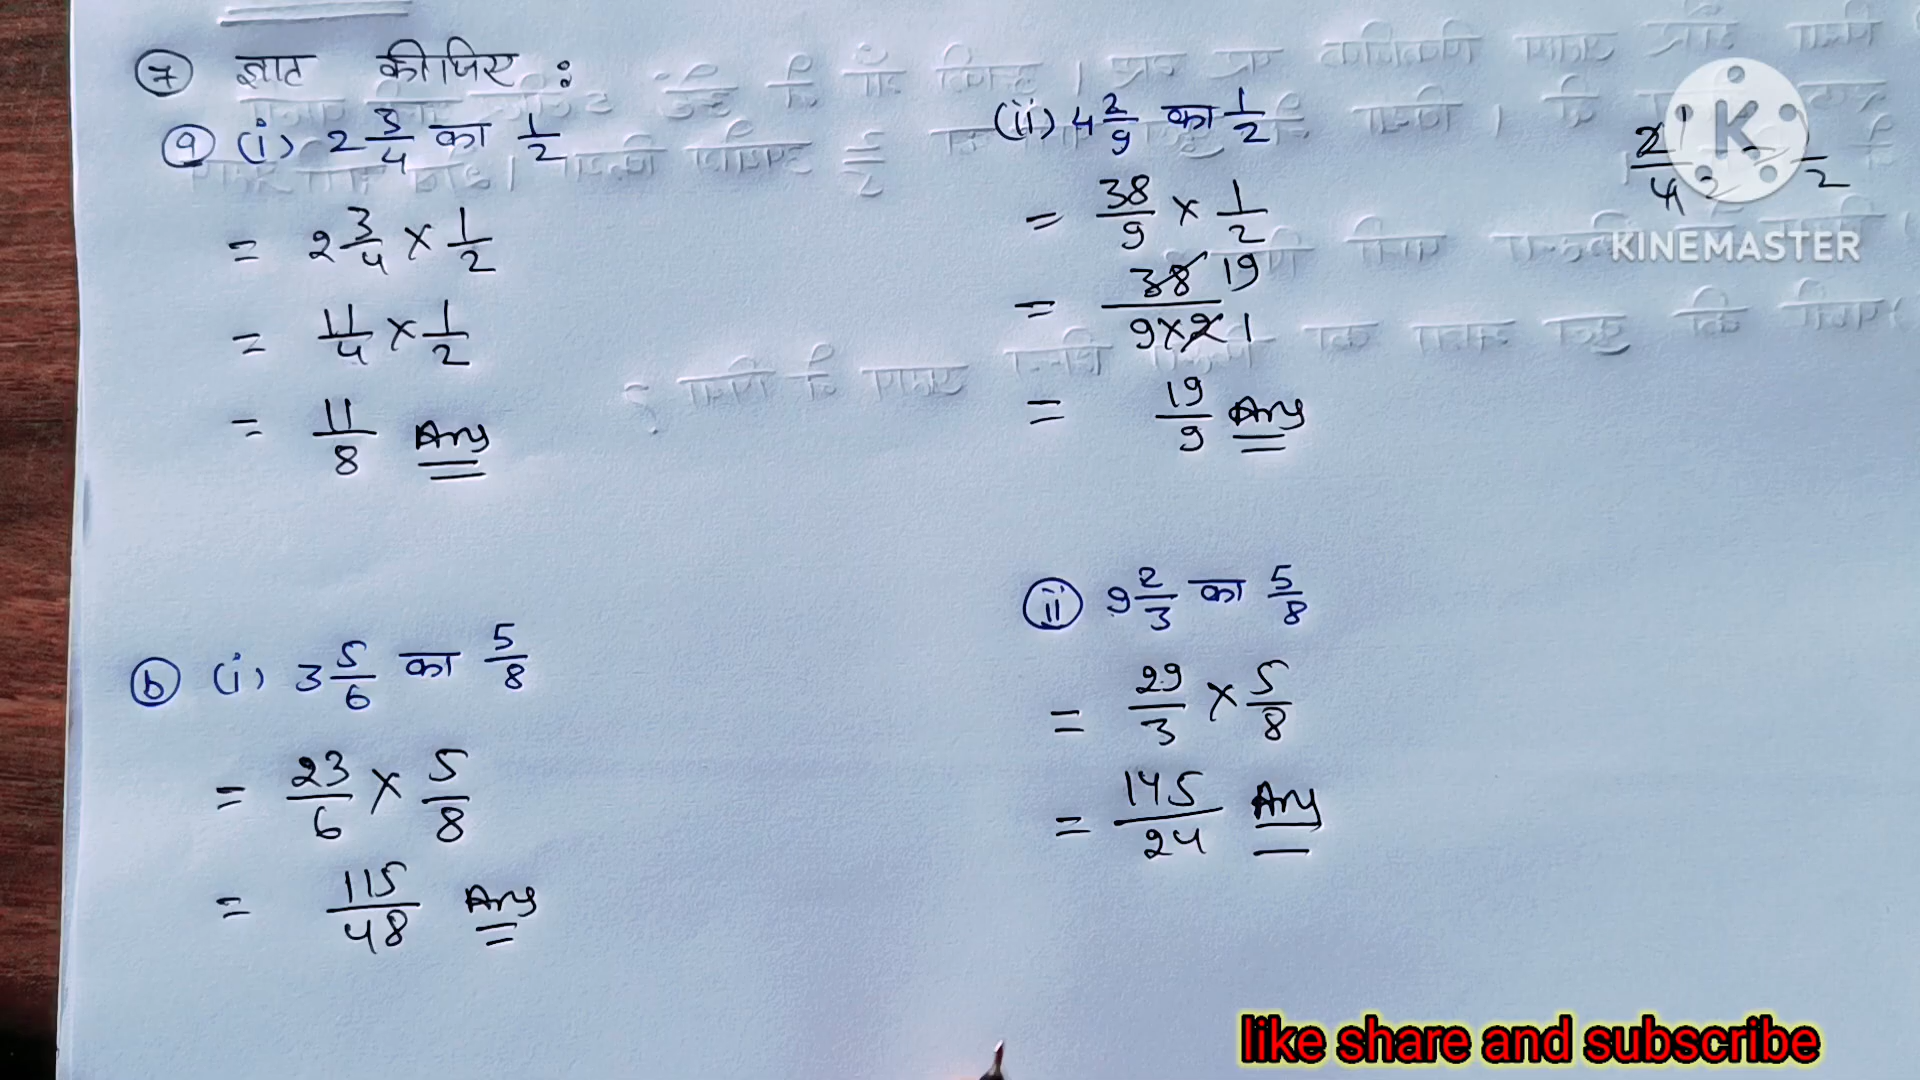 7 ज्ञात कीजिए :
a (i) 2 3/4 का 1/2
= 2 3/4 × 1/2
= 11/4 × 1/2
= 11/8 Ans
(ii) 4 2/9 का 1/2
= 38/9 × 1/2
= 38 19/9×2 1
= 19/9 Ans
b (i) 3 5/6 का 5/8
= 23/6 × 5/8
= 115/48 Ans
ii 9 2/3 का 5/8
= 29/3 × 5/8
= 145/24 Ans
KINEMASTER
like share and subscribe